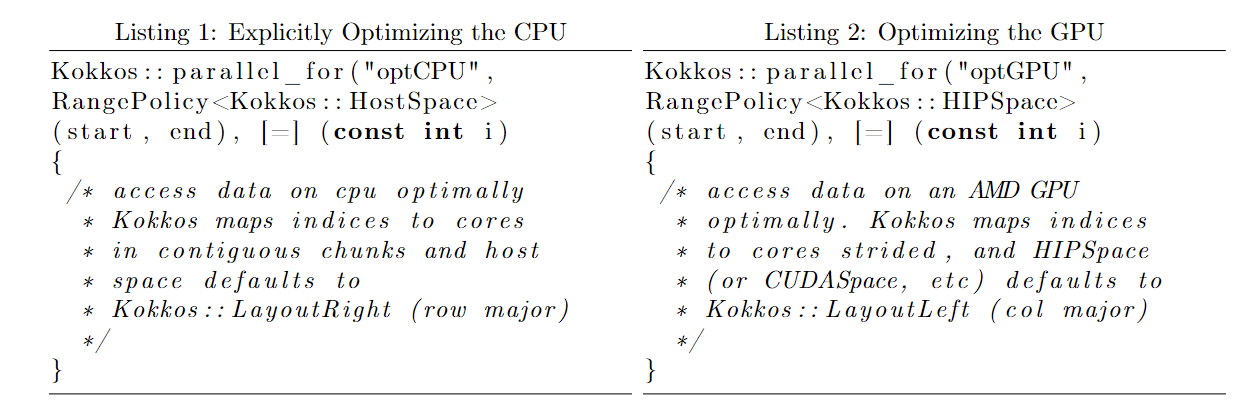 Listing 1: Explicitly Optimizing the CPU
Kokkos::parallel_for("optCPU",
RangePolicy<Kokkos::HostSpace>
(start, end), [=] (const int i)
{
/* access data on cpu optimally
* Kokkos maps indices to cores
* in contiguous chunks and host
* space defaults to
* Kokkos::LayoutRight (row major)
*/
}
Listing 2: Optimizing the GPU
Kokkos::parallel_for("optGPU",
RangePolicy<Kokkos::HIPSpace>
(start, end), [=] (const int i)
{
/* access data on an AMD GPU
* optimally. Kokkos maps indices
* to cores strided, and HIPSpace
* (or CUDASpace, etc) defaults to
* Kokkos::LayoutLeft (col major)
*/
}